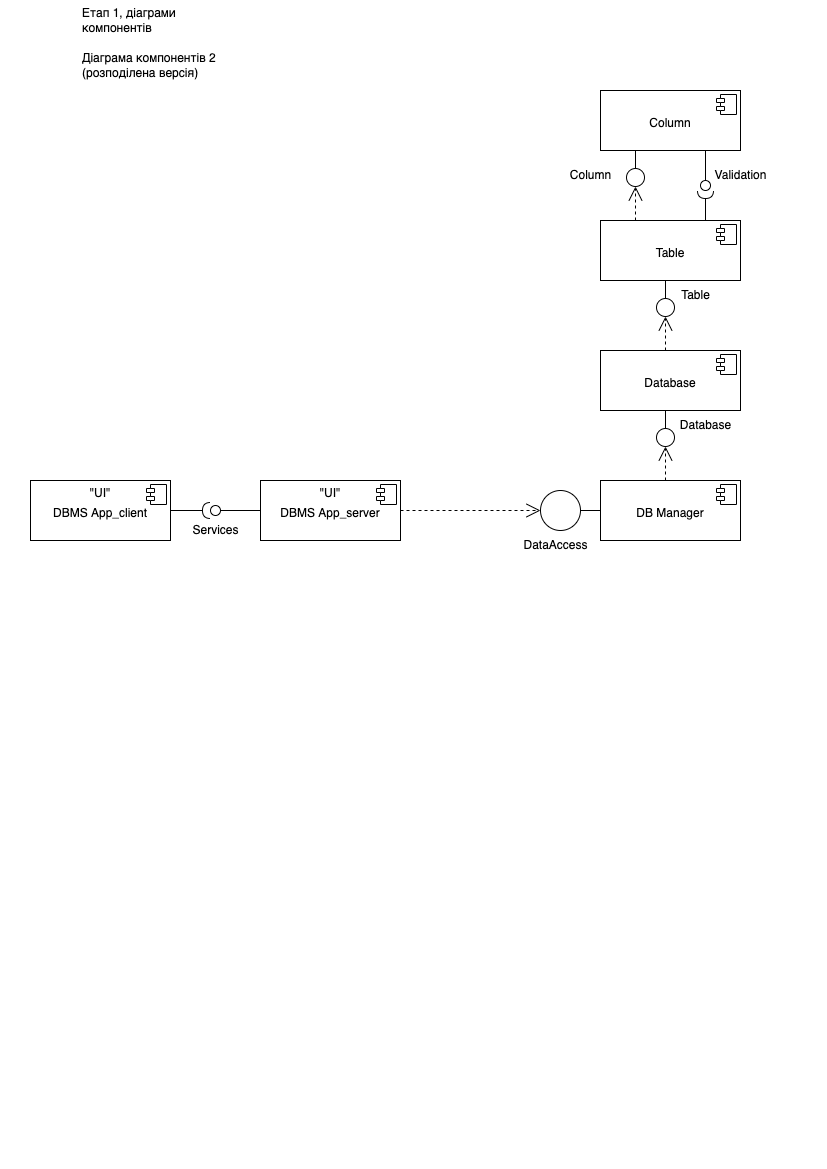 Етап 1, діаграми
компонентів
Діаграма компонентів 2
(розподілена версія)
Column
Column
Validation
Table
Table
Database
Database
"UI"
DBMS App_client
Services
"UI"
DBMS App_server
DataAccess
DB Manager